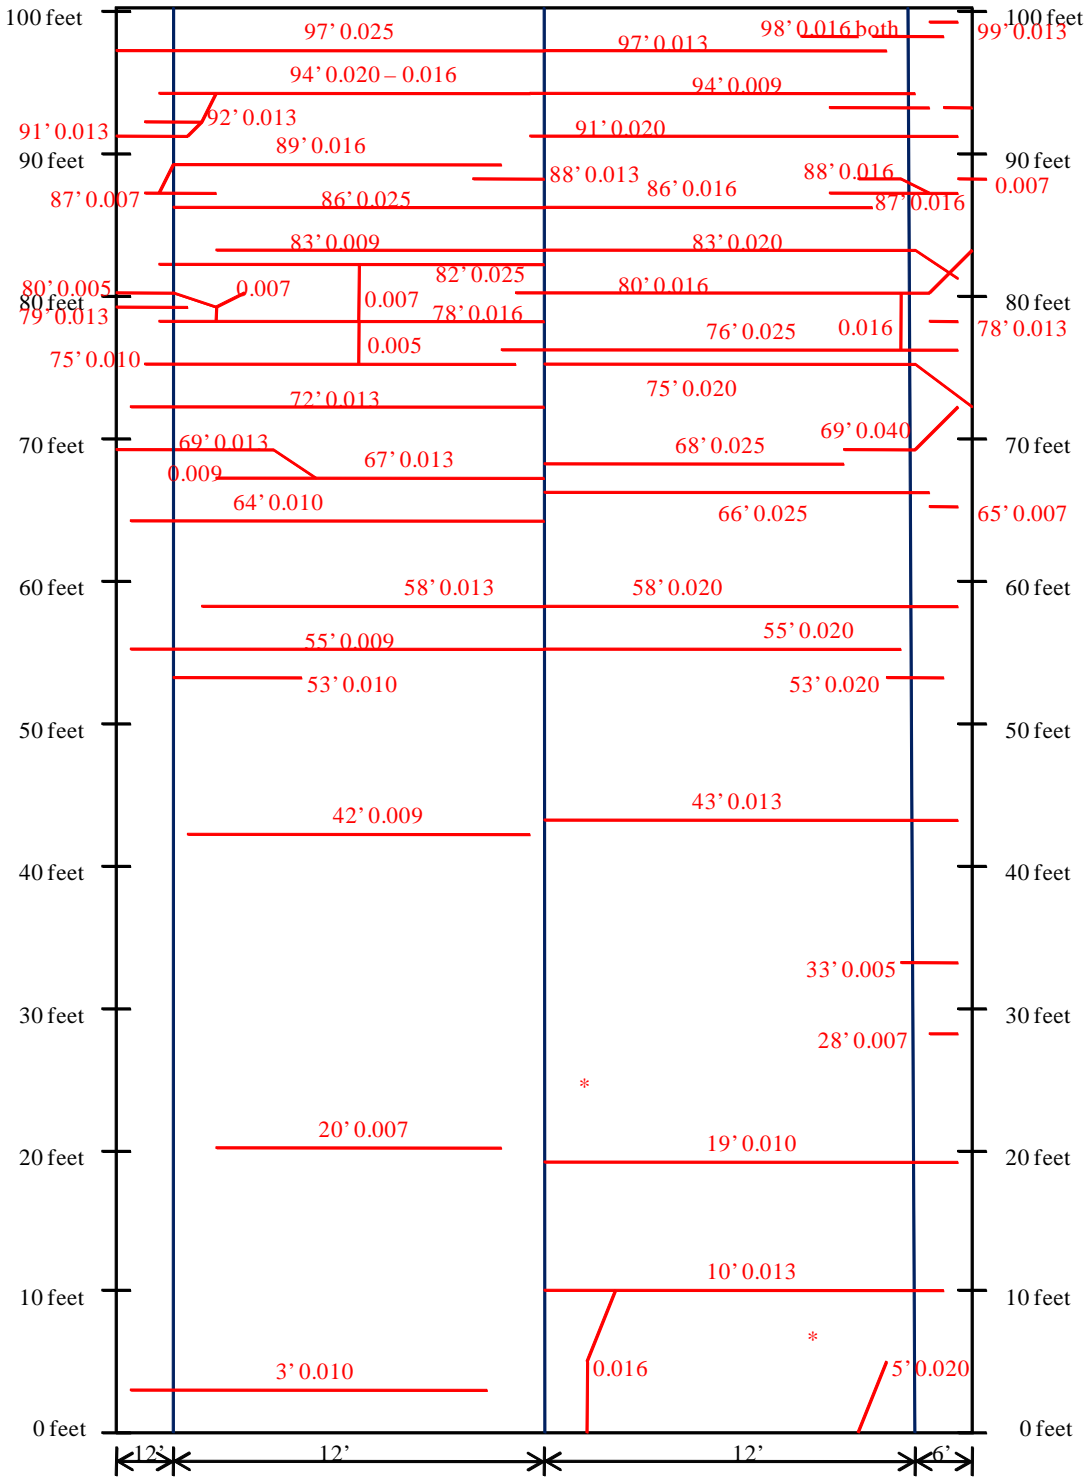 100 feet 97’ 0.025 98’ 0.016 both 100 feet
97’ 0.013 99’ 0.013
94’ 0.020 – 0.016 94’ 0.009
92’ 0.013
91’ 0.013 91’ 0.020
89’ 0.016
90 feet 90 feet
88’ 0.013 88’ 0.016
87’ 0.007 86’ 0.025 86’ 0.016 87’ 0.016 0.007
83’ 0.009 83’ 0.020
82’ 0.025
80’ 0.005 0.007 80’ 0.016
80 feet 0.007 80 feet
79’ 0.013 78’ 0.016 78’ 0.013
76’ 0.025 0.016
75’ 0.010 0.005
75’ 0.020
72’ 0.013
69’ 0.040
70 feet 69’ 0.013 68’ 0.025 70 feet
0.009 67’ 0.013
64’ 0.010 66’ 0.025 65’ 0.007
60 feet 58’ 0.013 58’ 0.020 60 feet
55’ 0.009 55’ 0.020
53’ 0.010 53’ 0.020
50 feet 50 feet
42’ 0.009 43’ 0.013
40 feet 40 feet
33’ 0.005
30 feet 30 feet
28’ 0.007
*
20’ 0.007 19’ 0.010
20 feet 20 feet
10’ 0.013
10 feet 10 feet
*
3’ 0.010 0.016 5’ 0.020
0 feet 0 feet
12’ 12’ 12’ 6’